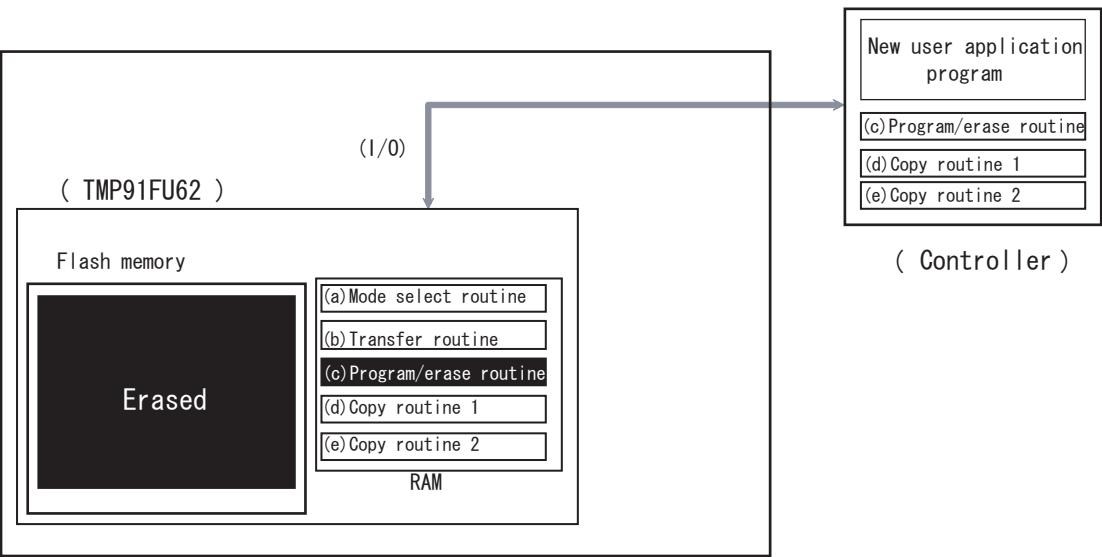 New user application
program
(c)Program/erase routine
(d)Copy routine 1
(e)Copy routine 2
( Controller )
(I/O)
( TMP91FU62 )
Flash memory
Erased
(a)Mode select routine
(b)Transfer routine
(c)Program/erase routine
(d)Copy routine 1
(e)Copy routine 2
RAM